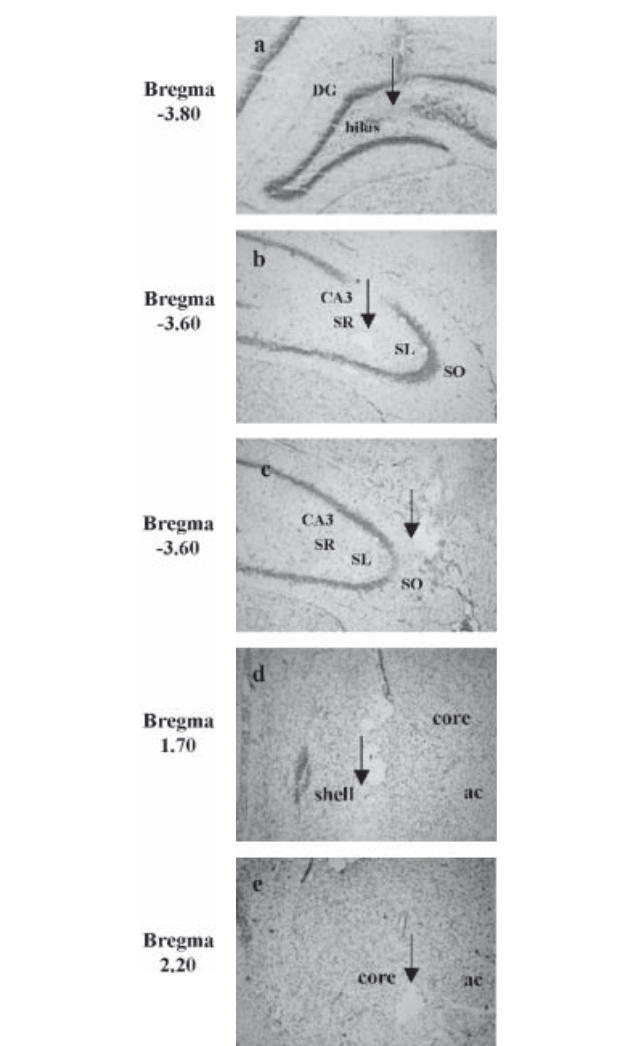 a
Bregma
-3.80
DG
hilus
b
Bregma
-3.60
CA3
SR
SL
SO
c
Bregma
-3.60
CA3
SR
SL
SO
d
Bregma
1.70
core
shell
ac
e
Bregma
2.20
core
ac